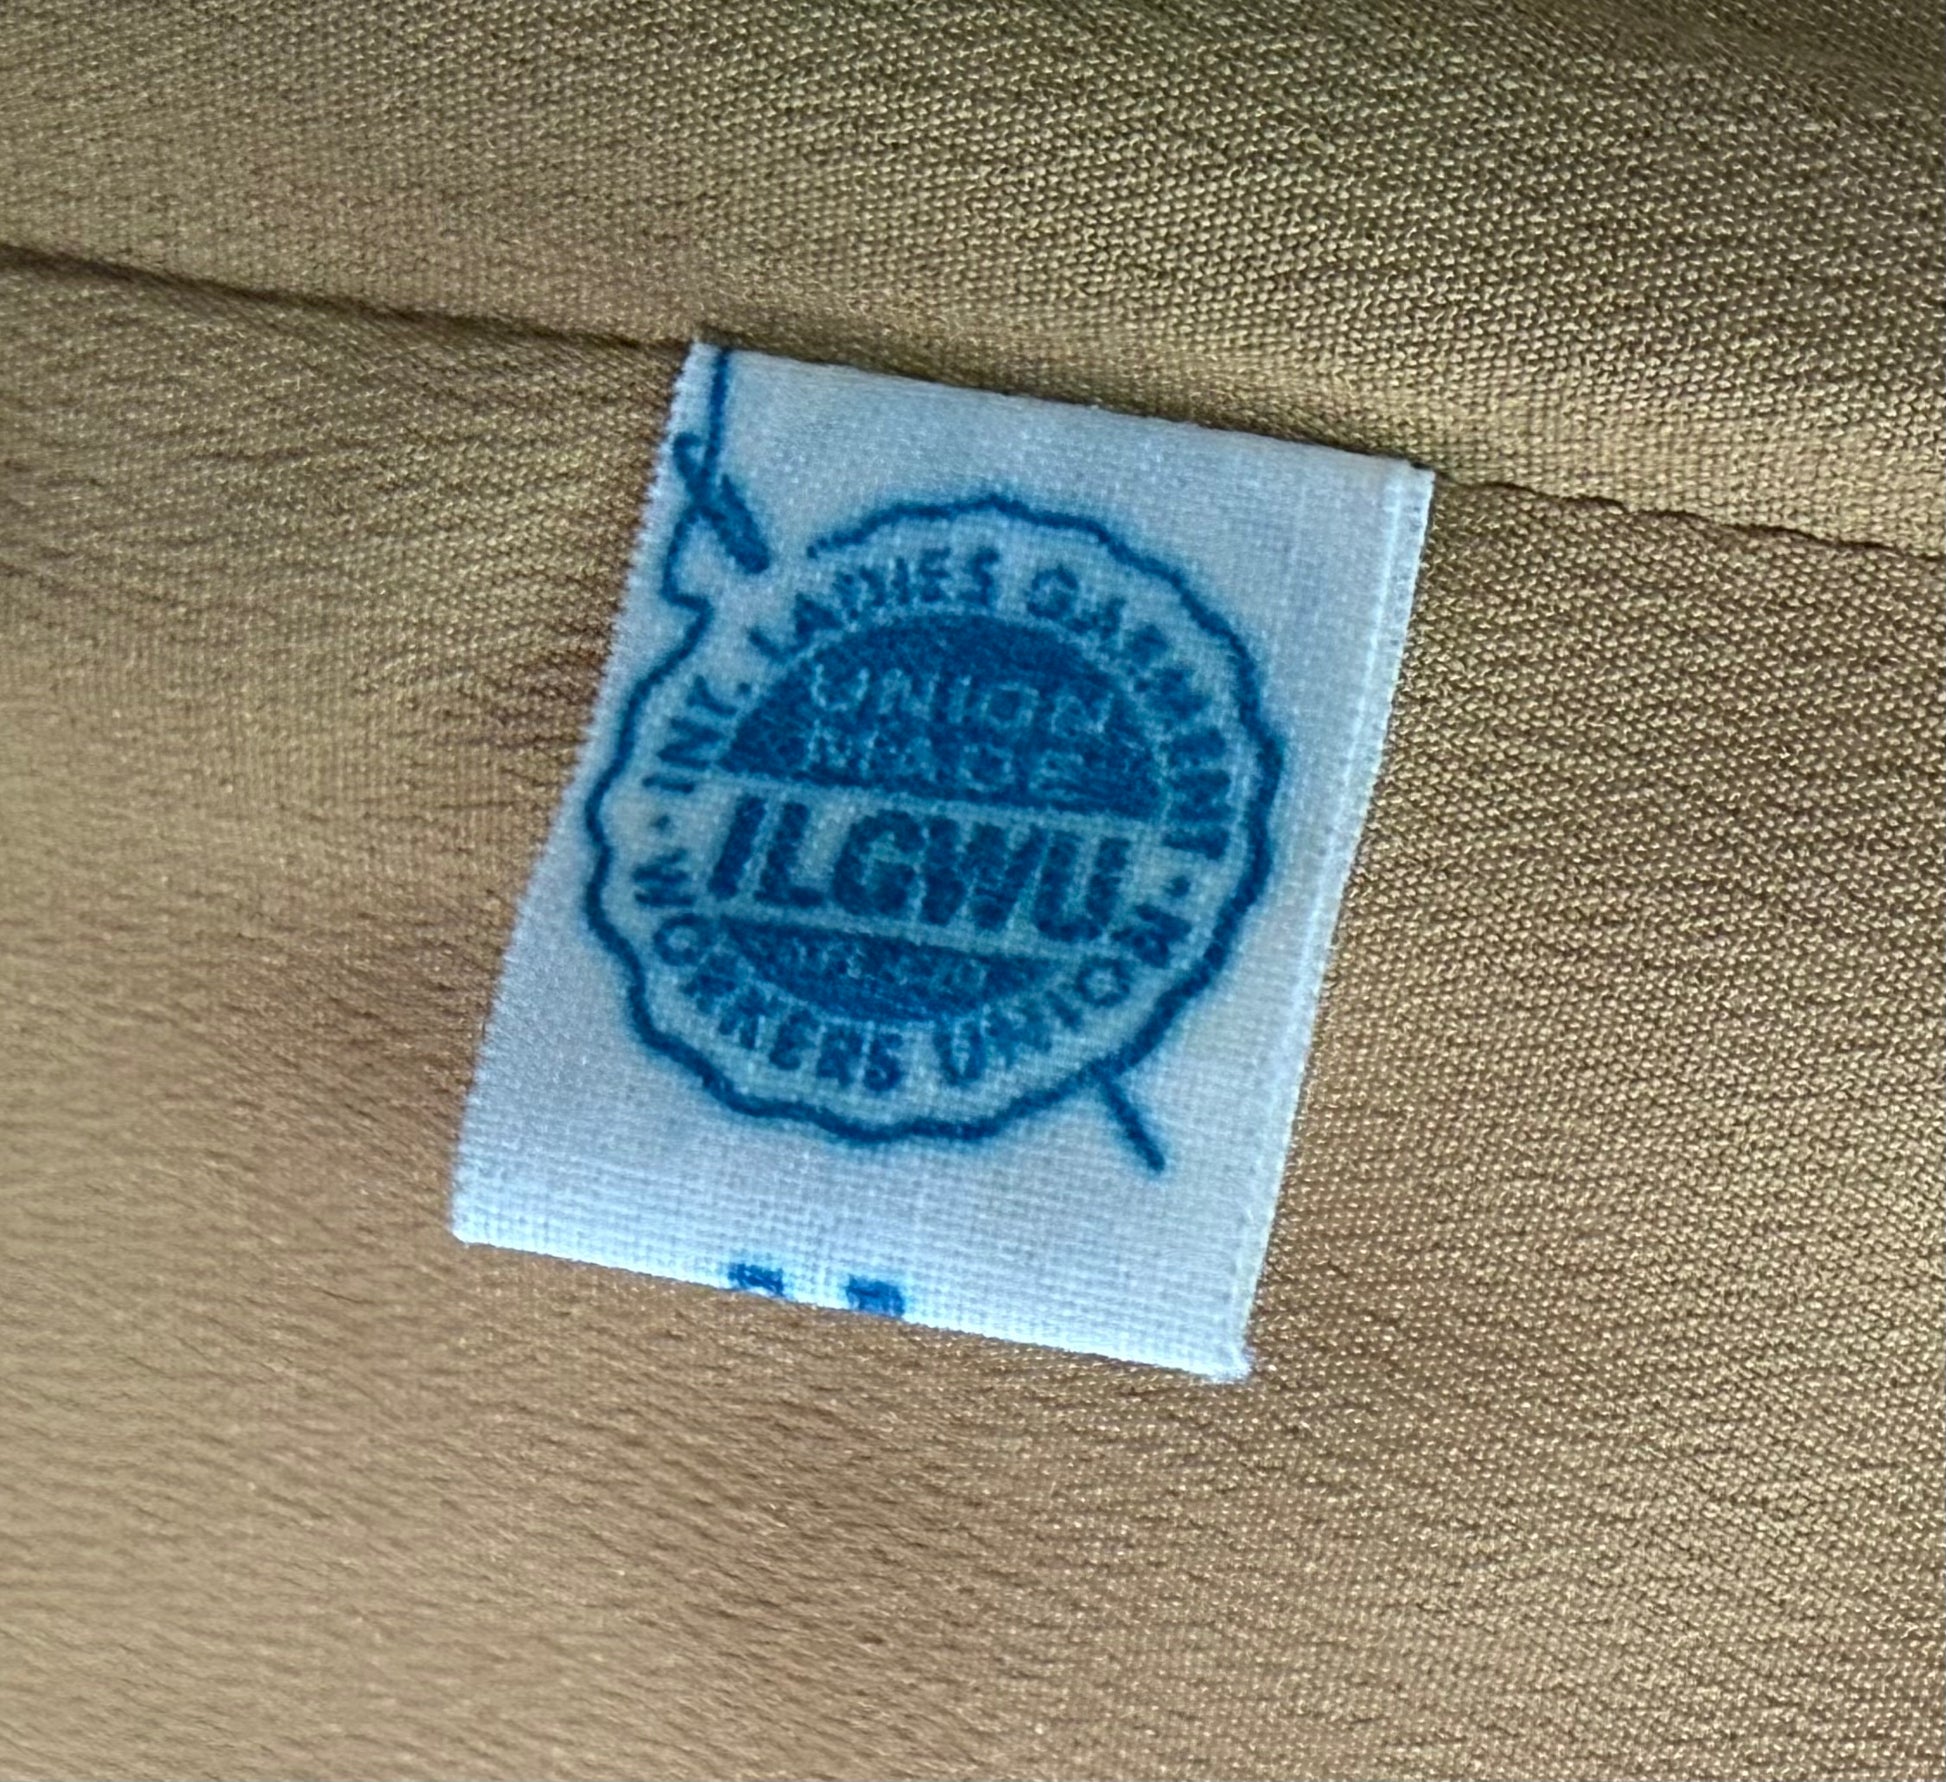 INT. LADIES GARMENT
UNION
MADE
ILGWU
WORKERS UNION